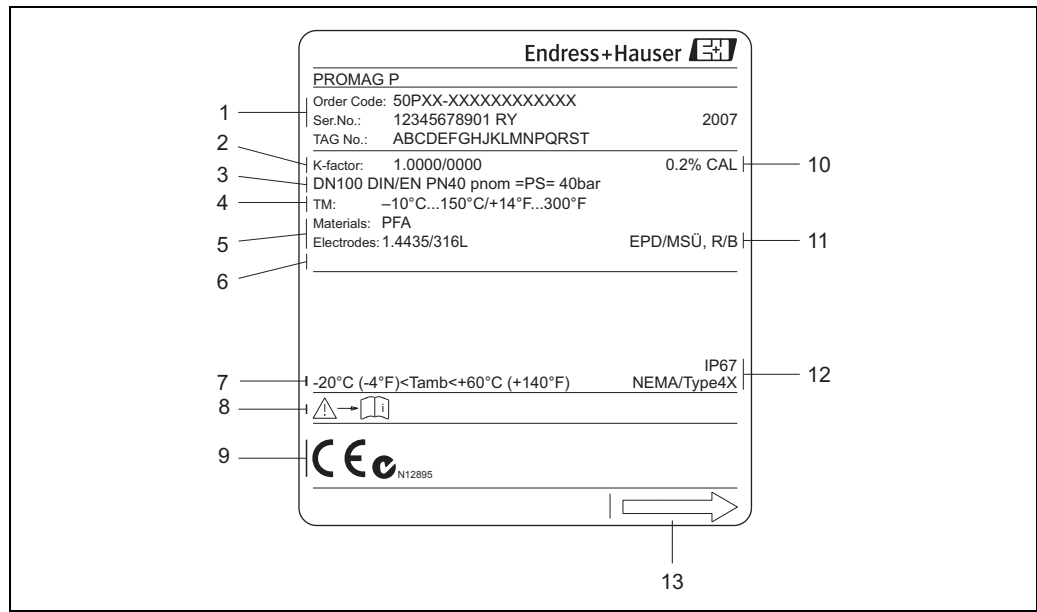 Endress+Hauser
PROMAG P
Order Code: 50PXX-XXXXXXXXXXXX
Ser.No.: 12345678901 RY 2007
TAG No.: ABCDEFGHJKLMNPQRST
K-factor: 1.0000/0000 0.2% CAL
DN100 DIN/EN PN40 pnom =PS= 40bar
TM: –10°C...150°C/+14°F...300°F
Materials: PFA
Electrodes: 1.4435/316L EPD/MSÜ, R/B
IP67
-20°C (-4°F)<Tamb<+60°C (+140°F) NEMA/Type4X
i
CE N12895
1
2
3
4
5
6
7
8
9
10
11
12
13